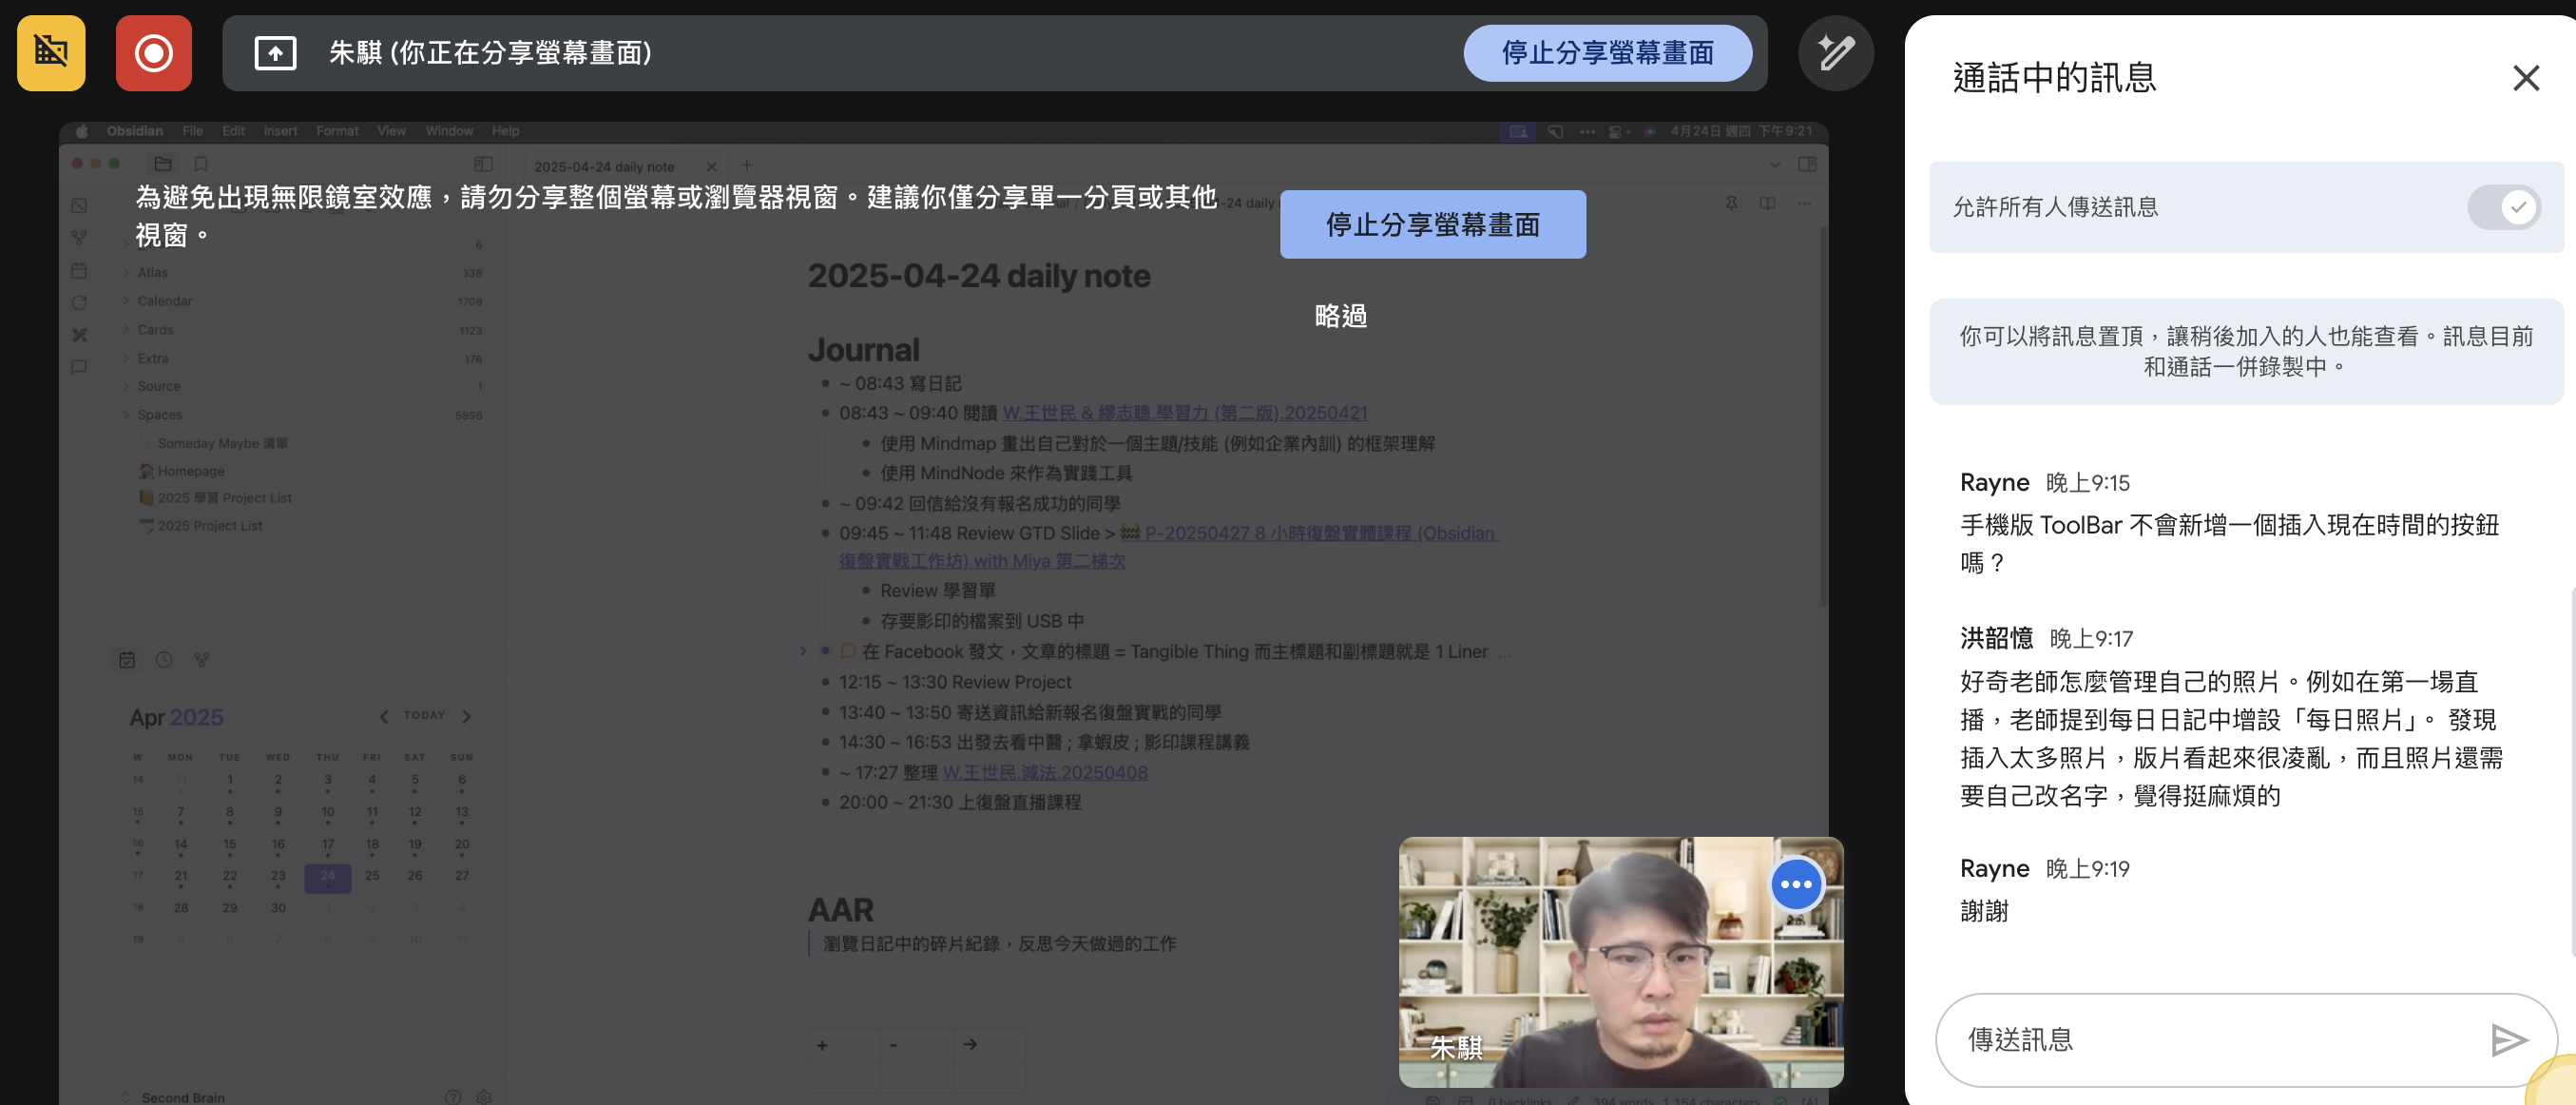 朱騏 (你正在分享螢幕畫面)
停止分享螢幕畫面
Obsidian File Edit Insert Format View Window Help
4月24日 週四 下午9:21
2025-04-24 daily note
為避免出現無限鏡室效應，請勿分享整個螢幕或瀏覽器視窗。建議你僅分享單一分頁或其他
視窗。
停止分享螢幕畫面
略過
6
Atlas 338
Calendar 1708
Cards 1123
Extra 176
Source 1
Spaces 5896
Someday Maybe 清單
Homepage
2025 學習 Project List
2025 Project List
Apr 2025
TODAY
W MON TUE WED THU FRI SAT SUN
14 31 1 2 3 4 5 6
15 7 8 9 10 11 12 13
16 14 15 16 17 18 19 20
17 21 22 23 24 25 26 27
18 28 29 30 1 2 3 4
19 5 6 7 8 9 10 11
Second Brain
2025-04-24 daily note
Journal
~ 08:43 寫日記
08:43 ~ 09:40 閱讀 W.王世民 & 繆志聰.學習力 (第二版).20250421
使用 Mindmap 畫出自己對於一個主題/技能 (例如企業內訓) 的框架理解
使用 MindNode 來作為實踐工具
~ 09:42 回信給沒有報名成功的同學
09:45 ~ 11:48 Review GTD Slide > 🚧 P-20250427 8 小時復盤實體課程 (Obsidian
復盤實戰工作坊) with Miya 第二梯次
Review 學習單
存要影印的檔案到 USB 中
在 Facebook 發文，文章的標題 = Tangible Thing 而主標題和副標題就是 1 Liner ...
12:15 ~ 13:30 Review Project
13:40 ~ 13:50 寄送資訊給新報名復盤實戰的同學
14:30 ~ 16:53 出發去看中醫 ; 拿蝦皮 ; 影印課程講義
~ 17:27 整理 W.王世民.減法.20250408
20:00 ~ 21:30 上復盤直播課程
AAR
瀏覽日記中的碎片紀錄，反思今天做過的工作
+ - →
0 backlinks 394 words 1,154 characters
朱騏
通話中的訊息
允許所有人傳送訊息
你可以將訊息置頂，讓稍後加入的人也能查看。訊息目前
和通話一併錄製中。
Rayne 晚上9:15
手機版 ToolBar 不會新增一個插入現在時間的按鈕
嗎？
洪韶憶 晚上9:17
好奇老師怎麼管理自己的照片。例如在第一場直
播，老師提到每日日記中增設「每日照片」。 發現
插入太多照片，版片看起來很凌亂，而且照片還需
要自己改名字，覺得挺麻煩的
Rayne 晚上9:19
謝謝
傳送訊息